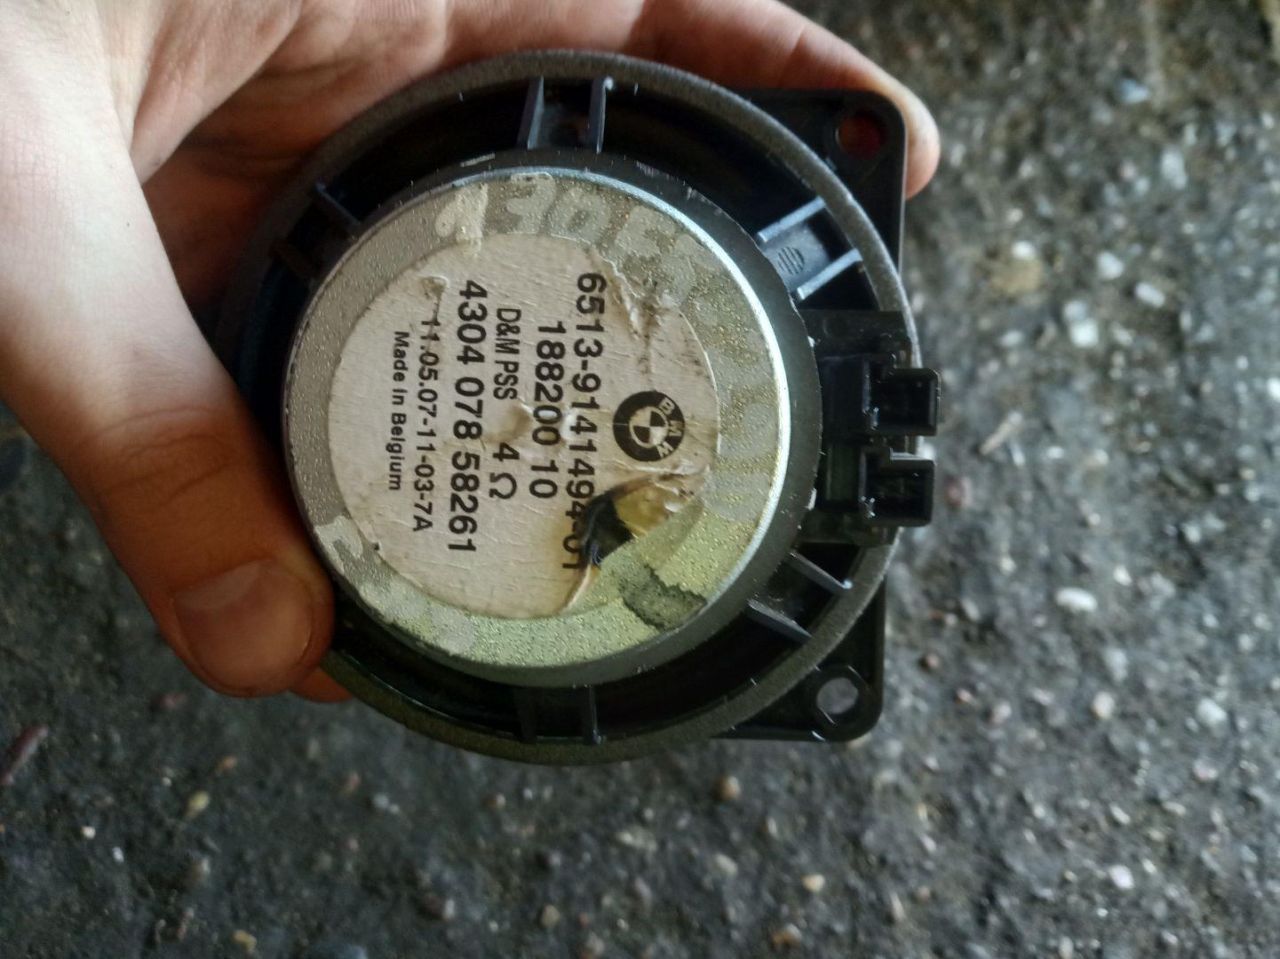 BMW
6513-9141494-01
188200 10
D&M PSS 4 Ω
4304 078 58261
11.05.07-11-03-7A
Made in Belgium